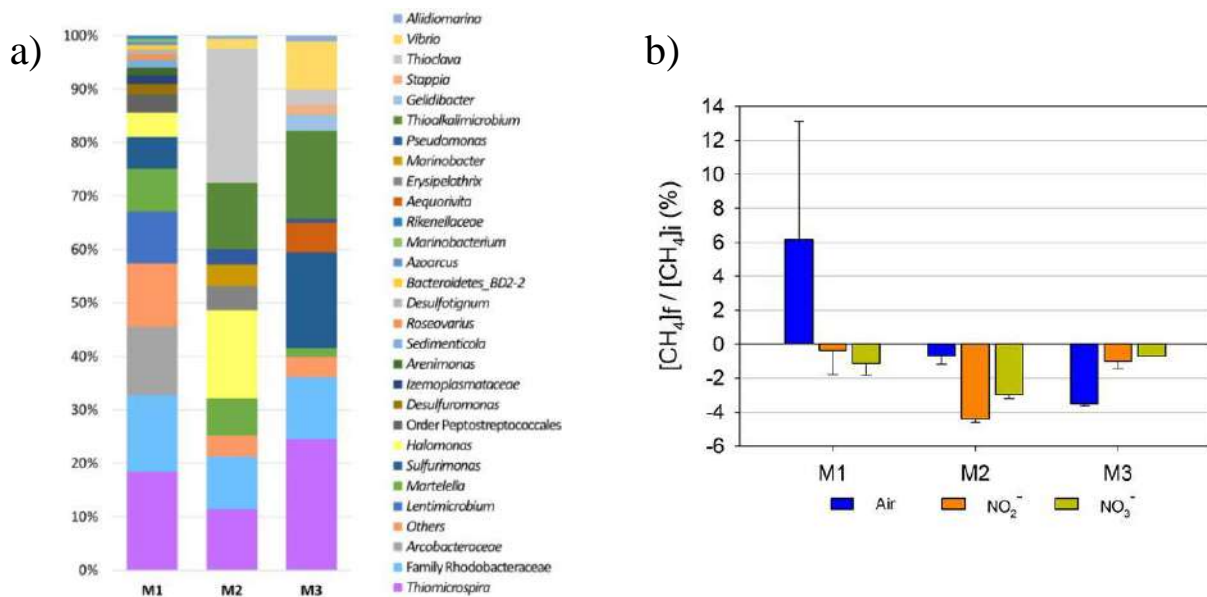 a)
100%
90%
80%
70%
60%
50%
40%
30%
20%
10%
0%
M1 M2 M3
Aliidiomarina
Vibrio
Thioclava
Stappia
Gelidibacter
Thioalkalimicrobium
Pseudomonas
Marinobacter
Erysipelothrix
Aequorivita
Rikenellaceae
Marinobacterium
Azoarcus
Bacteroidetes_BD2-2
Desulfotignum
Roseovarius
Sedimenticola
Arenimonas
Izemoplasmataceae
Desulfuromonas
Order Peptostreptococcales
Halomonas
Sulfurimonas
Martelella
Lentimicrobium
Others
Arcobacteraceae
Family Rhodobacteraceae
Thiomicrospira
b)
[CH₄]f / [CH₄]i (%)
14
12
10
8
6
4
2
0
-2
-4
-6
M1 M2 M3
Air NO₂⁻ NO₃⁻